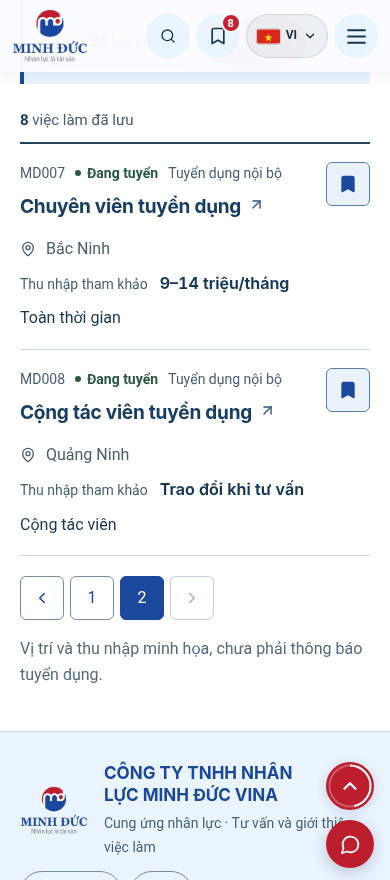 MINH ĐỨC
Nhân lực là tài sản
8
VI
8 việc làm đã lưu
MD007 Đang tuyển Tuyển dụng nội bộ
Chuyên viên tuyển dụng
Bắc Ninh
Thu nhập tham khảo 9–14 triệu/tháng
Toàn thời gian
MD008 Đang tuyển Tuyển dụng nội bộ
Cộng tác viên tuyển dụng
Quảng Ninh
Thu nhập tham khảo Trao đổi khi tư vấn
Cộng tác viên
1 2
Vị trí và thu nhập minh họa, chưa phải thông báo
tuyển dụng.
MINH ĐỨC
Nhân lực là tài sản
CÔNG TY TNHH NHÂN
LỰC MINH ĐỨC VINA
Cung ứng nhân lực · Tư vấn và giới thiệu
việc làm